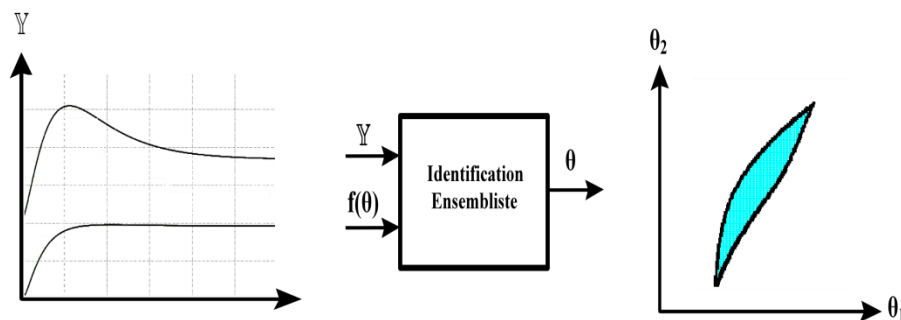 𝕐
𝕐
f(θ)
Identification
Ensembliste
θ
θ₂
θ₁